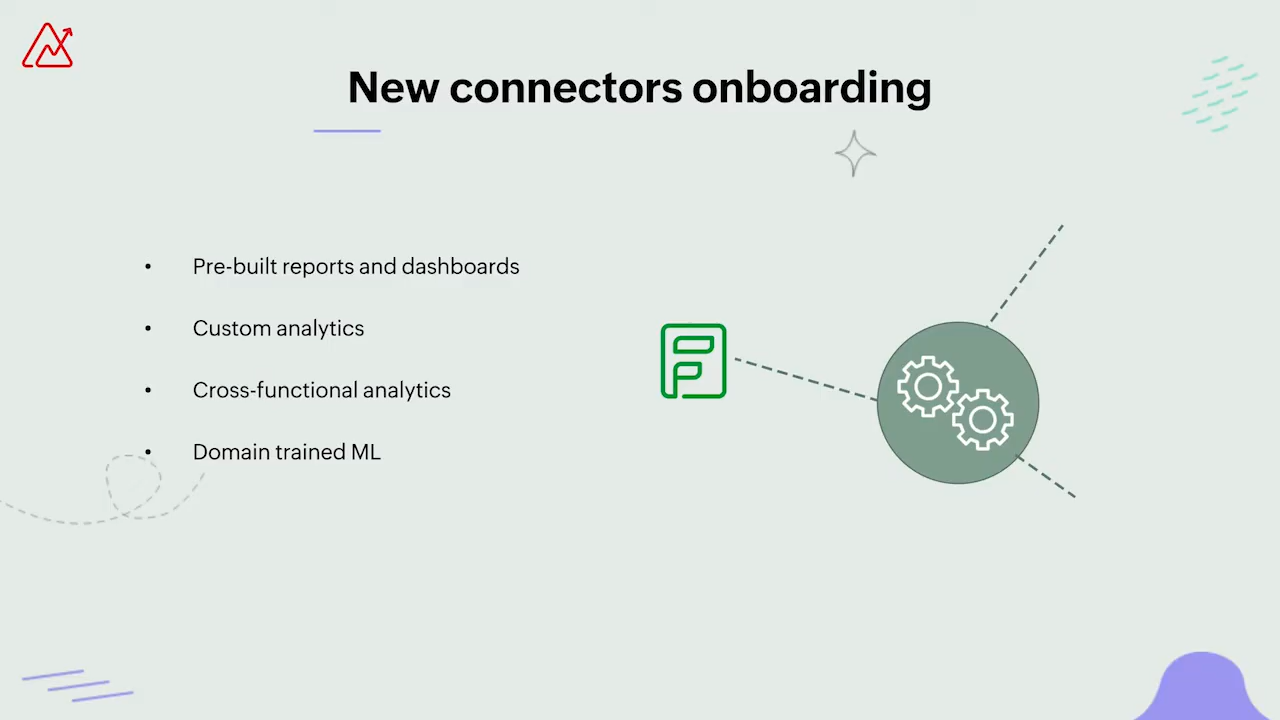 New connectors onboarding
• Pre-built reports and dashboards
• Custom analytics
• Cross-functional analytics
• Domain trained ML